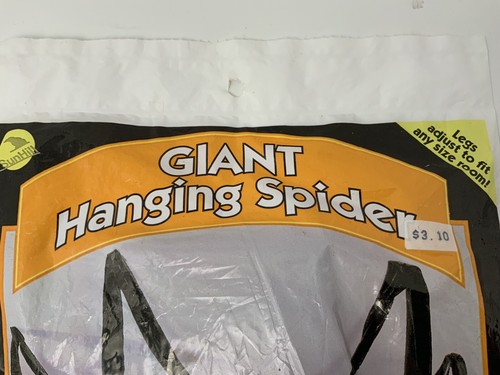 SunHill
GIANT
Hanging Spider
$3.10
Legs
adjust to fit
any size room!